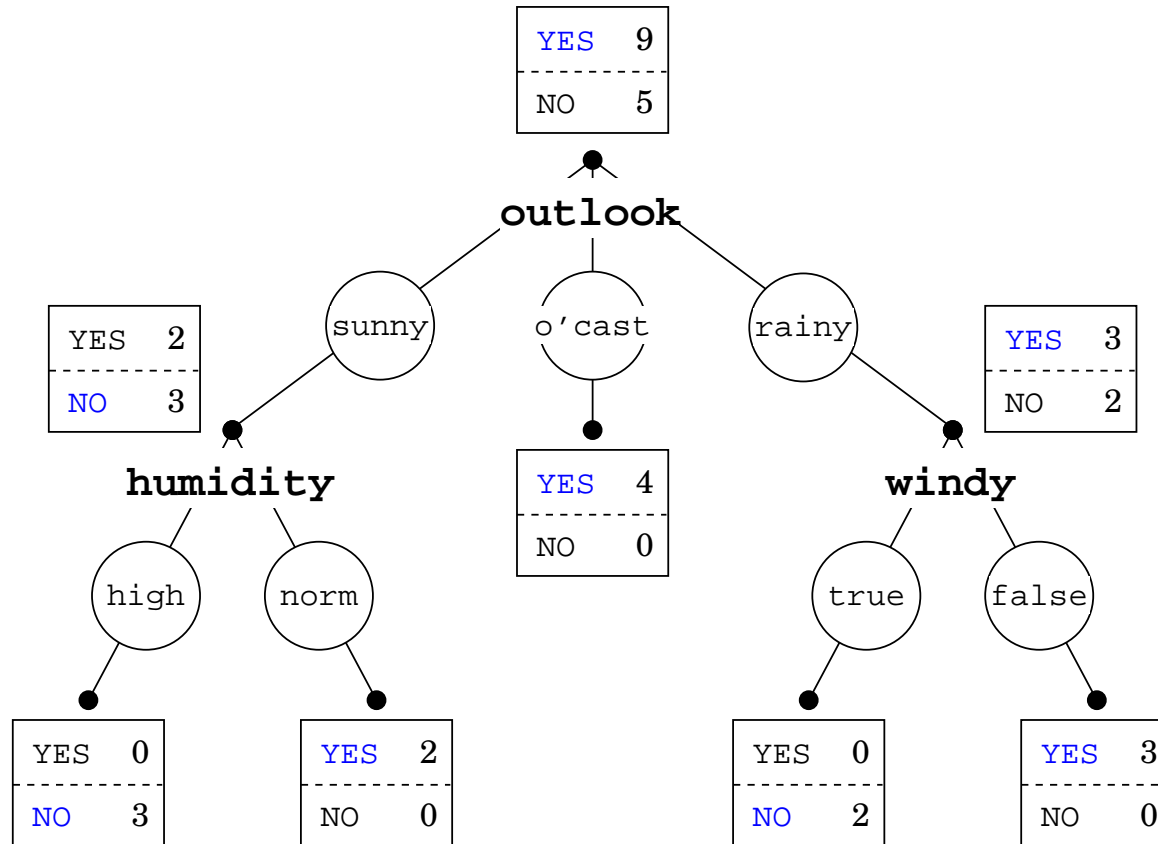 YES 9
NO 5
outlook
sunny
o'cast
rainy
YES 2
NO 3
YES 3
NO 2
humidity
YES 4
NO 0
windy
high
norm
true
false
YES 0
NO 3
YES 2
NO 0
YES 0
NO 2
YES 3
NO 0